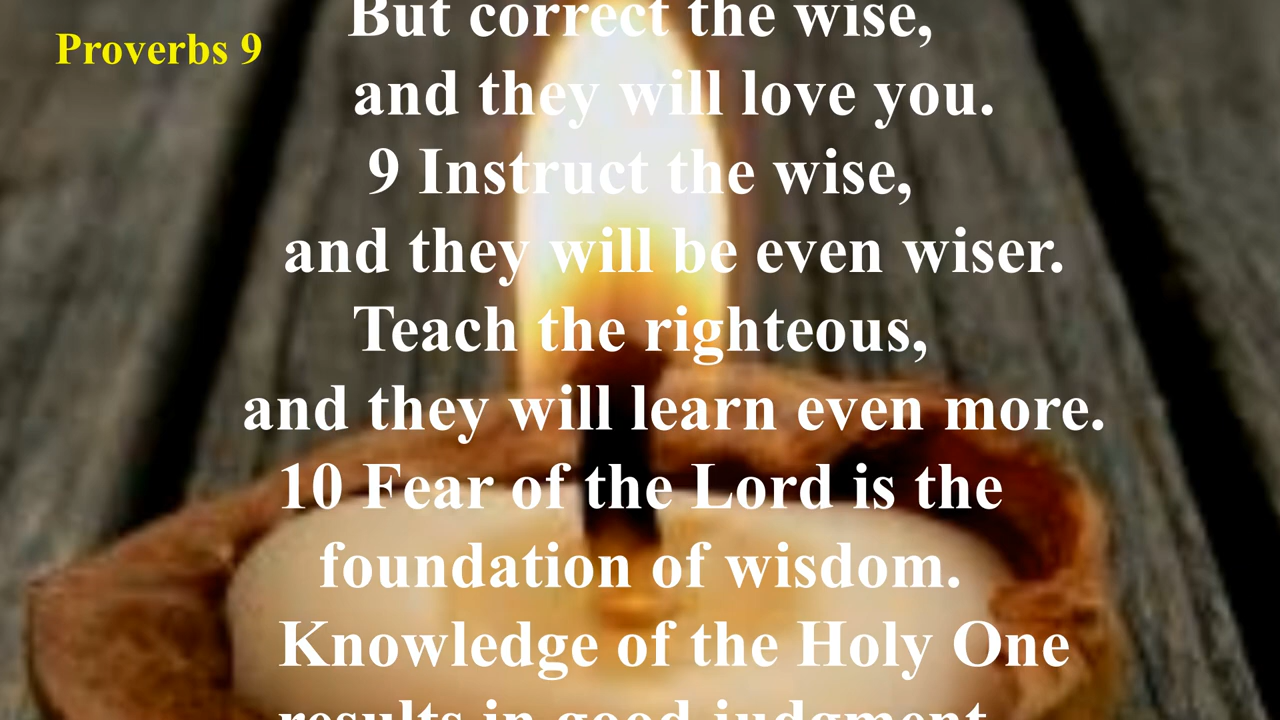 But correct the wise,
Proverbs 9
and they will love you.
9 Instruct the wise,
and they will be even wiser.
Teach the righteous,
and they will learn even more.
10 Fear of the Lord is the
foundation of wisdom.
Knowledge of the Holy One
results in good judgment.